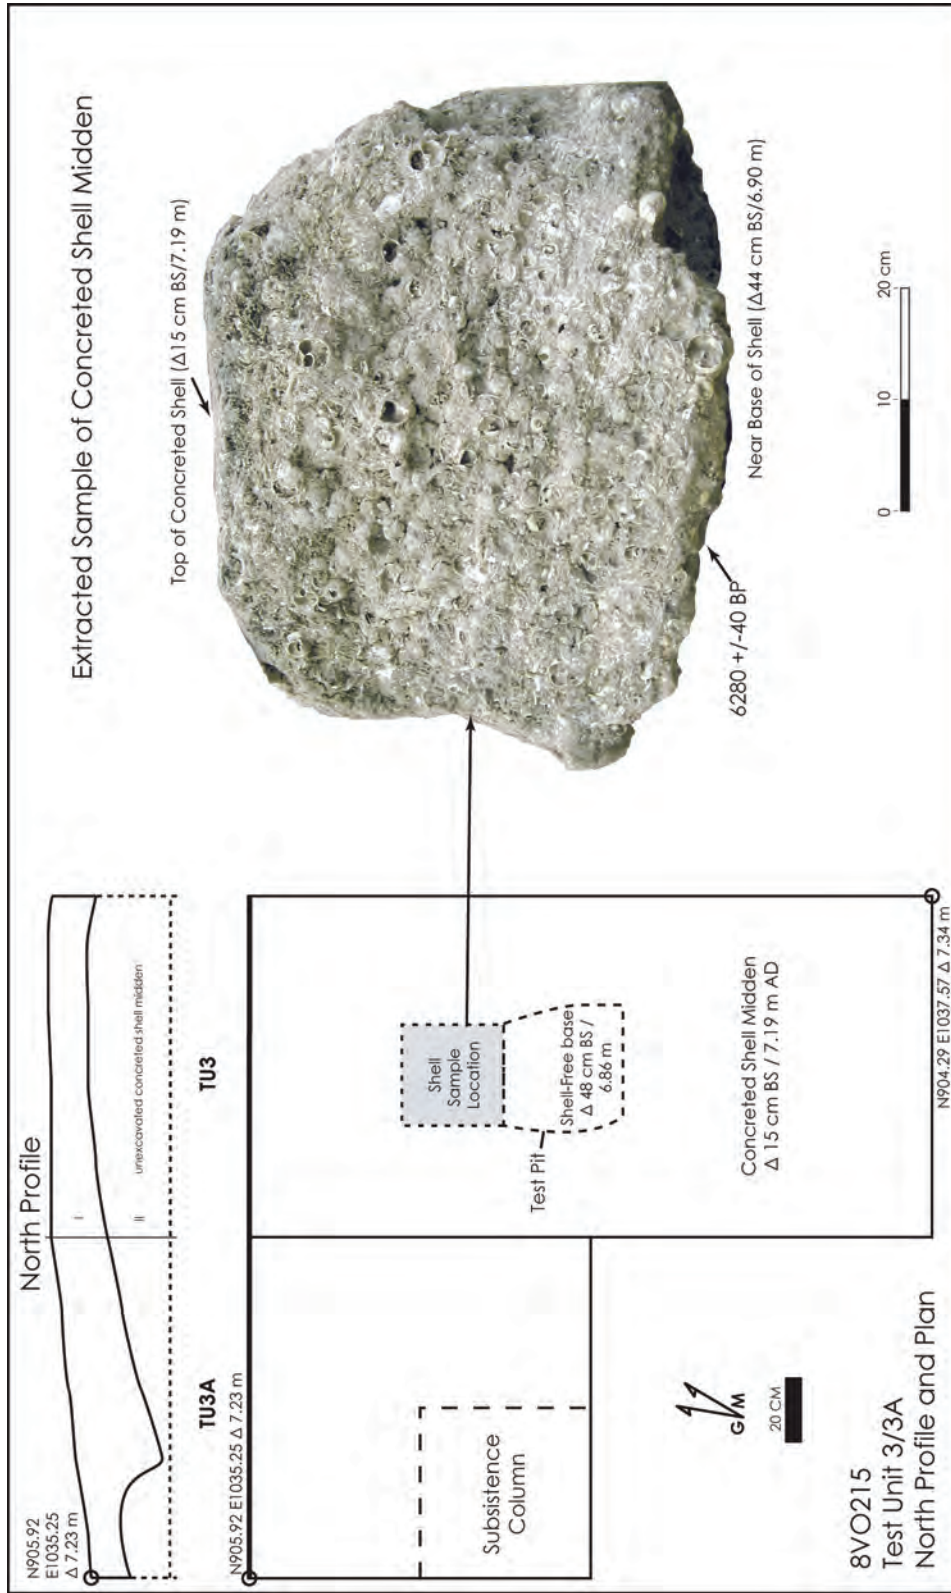 North Profile
N905.92
E1035.25
Δ 7.23 m
I
II
unexcavated concreted shell midden
TU3A
TU3
N905.92 E1035.25 Δ 7.23 m
Subsistence
Column
Shell
Sample
Location
Test Pit
Shell-Free base
Δ 48 cm BS /
6.86 m
Concreted Shell Midden
Δ 15 cm BS / 7.19 m AD
N904.29 E1037.57 Δ 7.34 m
G M
20 CM
8VO215
Test Unit 3/3A
North Profile and Plan
Extracted Sample of Concreted Shell Midden
Top of Concreted Shell (Δ15 cm BS/7.19 m)
6280 +/-40 BP
Near Base of Shell (Δ44 cm BS/6.90 m)
0 10 20 cm